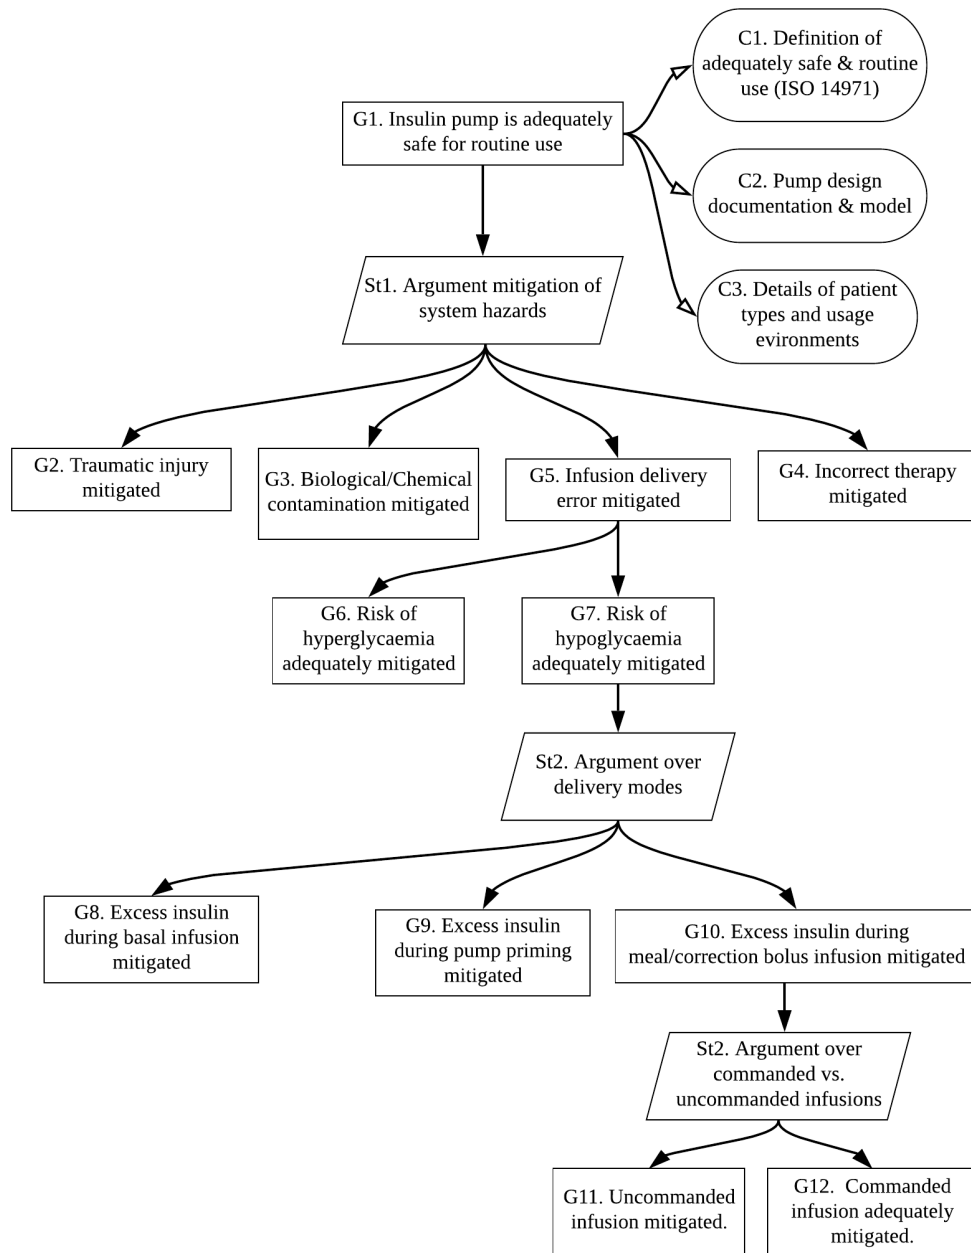 C1. Definition of
adequately safe & routine
use (ISO 14971)
G1. Insulin pump is adequately
safe for routine use
C2. Pump design
documentation & model
St1. Argument mitigation of
system hazards
C3. Details of patient
types and usage
evironments
G2. Traumatic injury
mitigated
G3. Biological/Chemical
contamination mitigated
G5. Infusion delivery
error mitigated
G4. Incorrect therapy
mitigated
G6. Risk of
hyperglycaemia
adequately mitigated
G7. Risk of
hypoglycaemia
adequately mitigated
St2. Argument over
delivery modes
G8. Excess insulin
during basal infusion
mitigated
G9. Excess insulin
during pump priming
mitigated
G10. Excess insulin during
meal/correction bolus infusion mitigated
St2. Argument over
commanded vs.
uncommanded infusions
G11. Uncommanded
infusion mitigated.
G12.  Commanded
infusion adequately
mitigated.